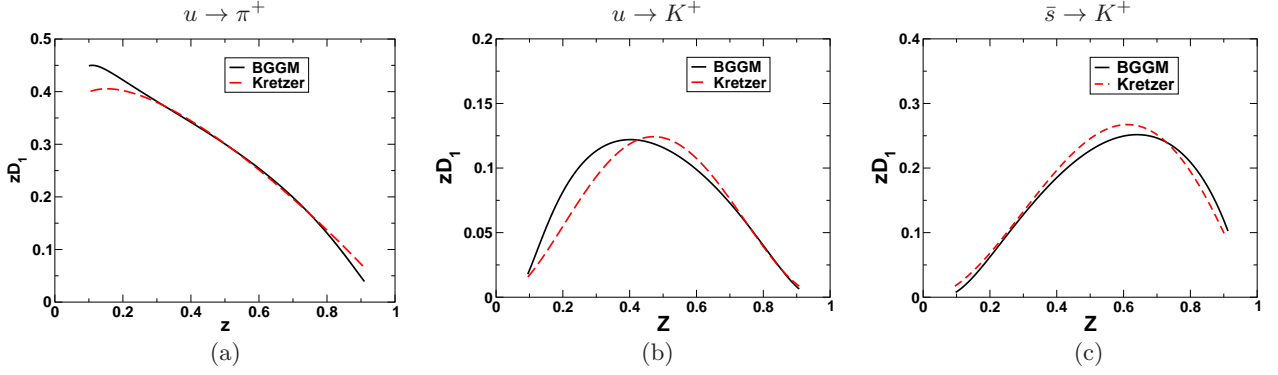 u → π⁺
u → K⁺
s̄ → K⁺
0.5
0.4
0.3
0.2
0.1
0
zD₁
BGGM
Kretzer
0 0.2 0.4 0.6 0.8 1
z
(a)
0.2
0.15
0.1
0.05
0
zD₁
BGGM
Kretzer
0 0.2 0.4 0.6 0.8 1
Z
(b)
0.4
0.3
0.2
0.1
0
zD₁
BGGM
Kretzer
0 0.2 0.4 0.6 0.8 1
Z
(c)